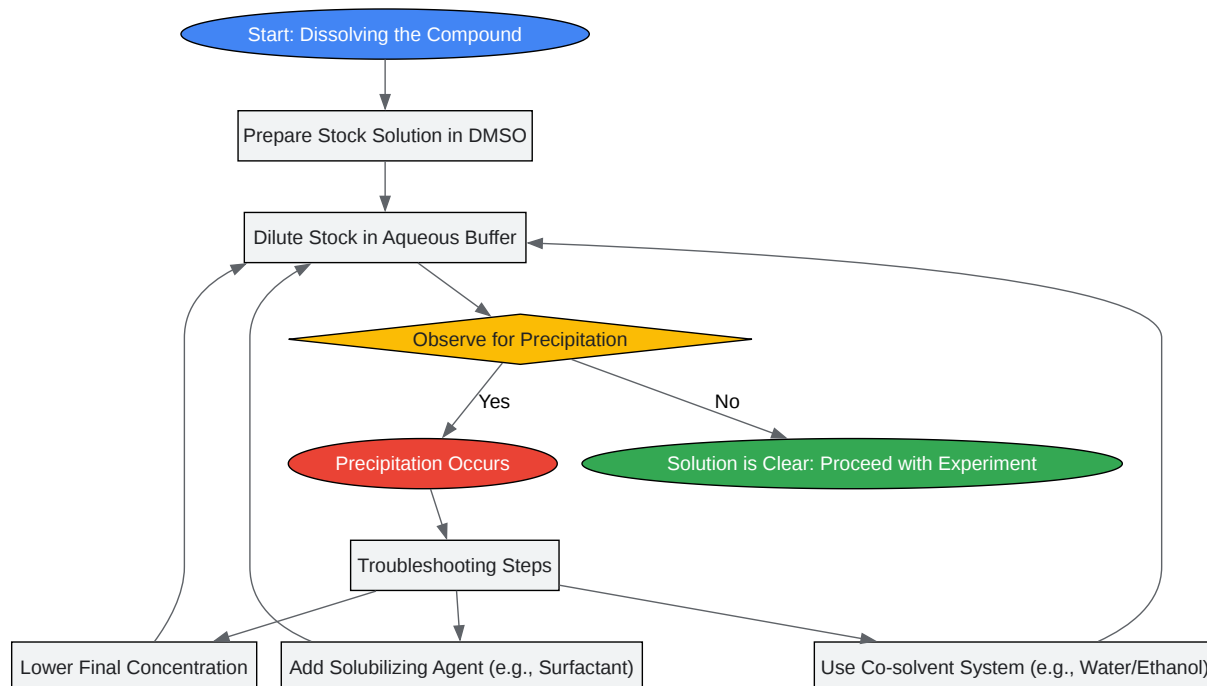 Start: Dissolving the Compound
Prepare Stock Solution in DMSO
Dilute Stock in Aqueous Buffer
Observe for Precipitation
Yes
No
Precipitation Occurs
Solution is Clear: Proceed with Experiment
Troubleshooting Steps
Lower Final Concentration
Add Solubilizing Agent (e.g., Surfactant)
Use Co-solvent System (e.g., Water/Ethanol)